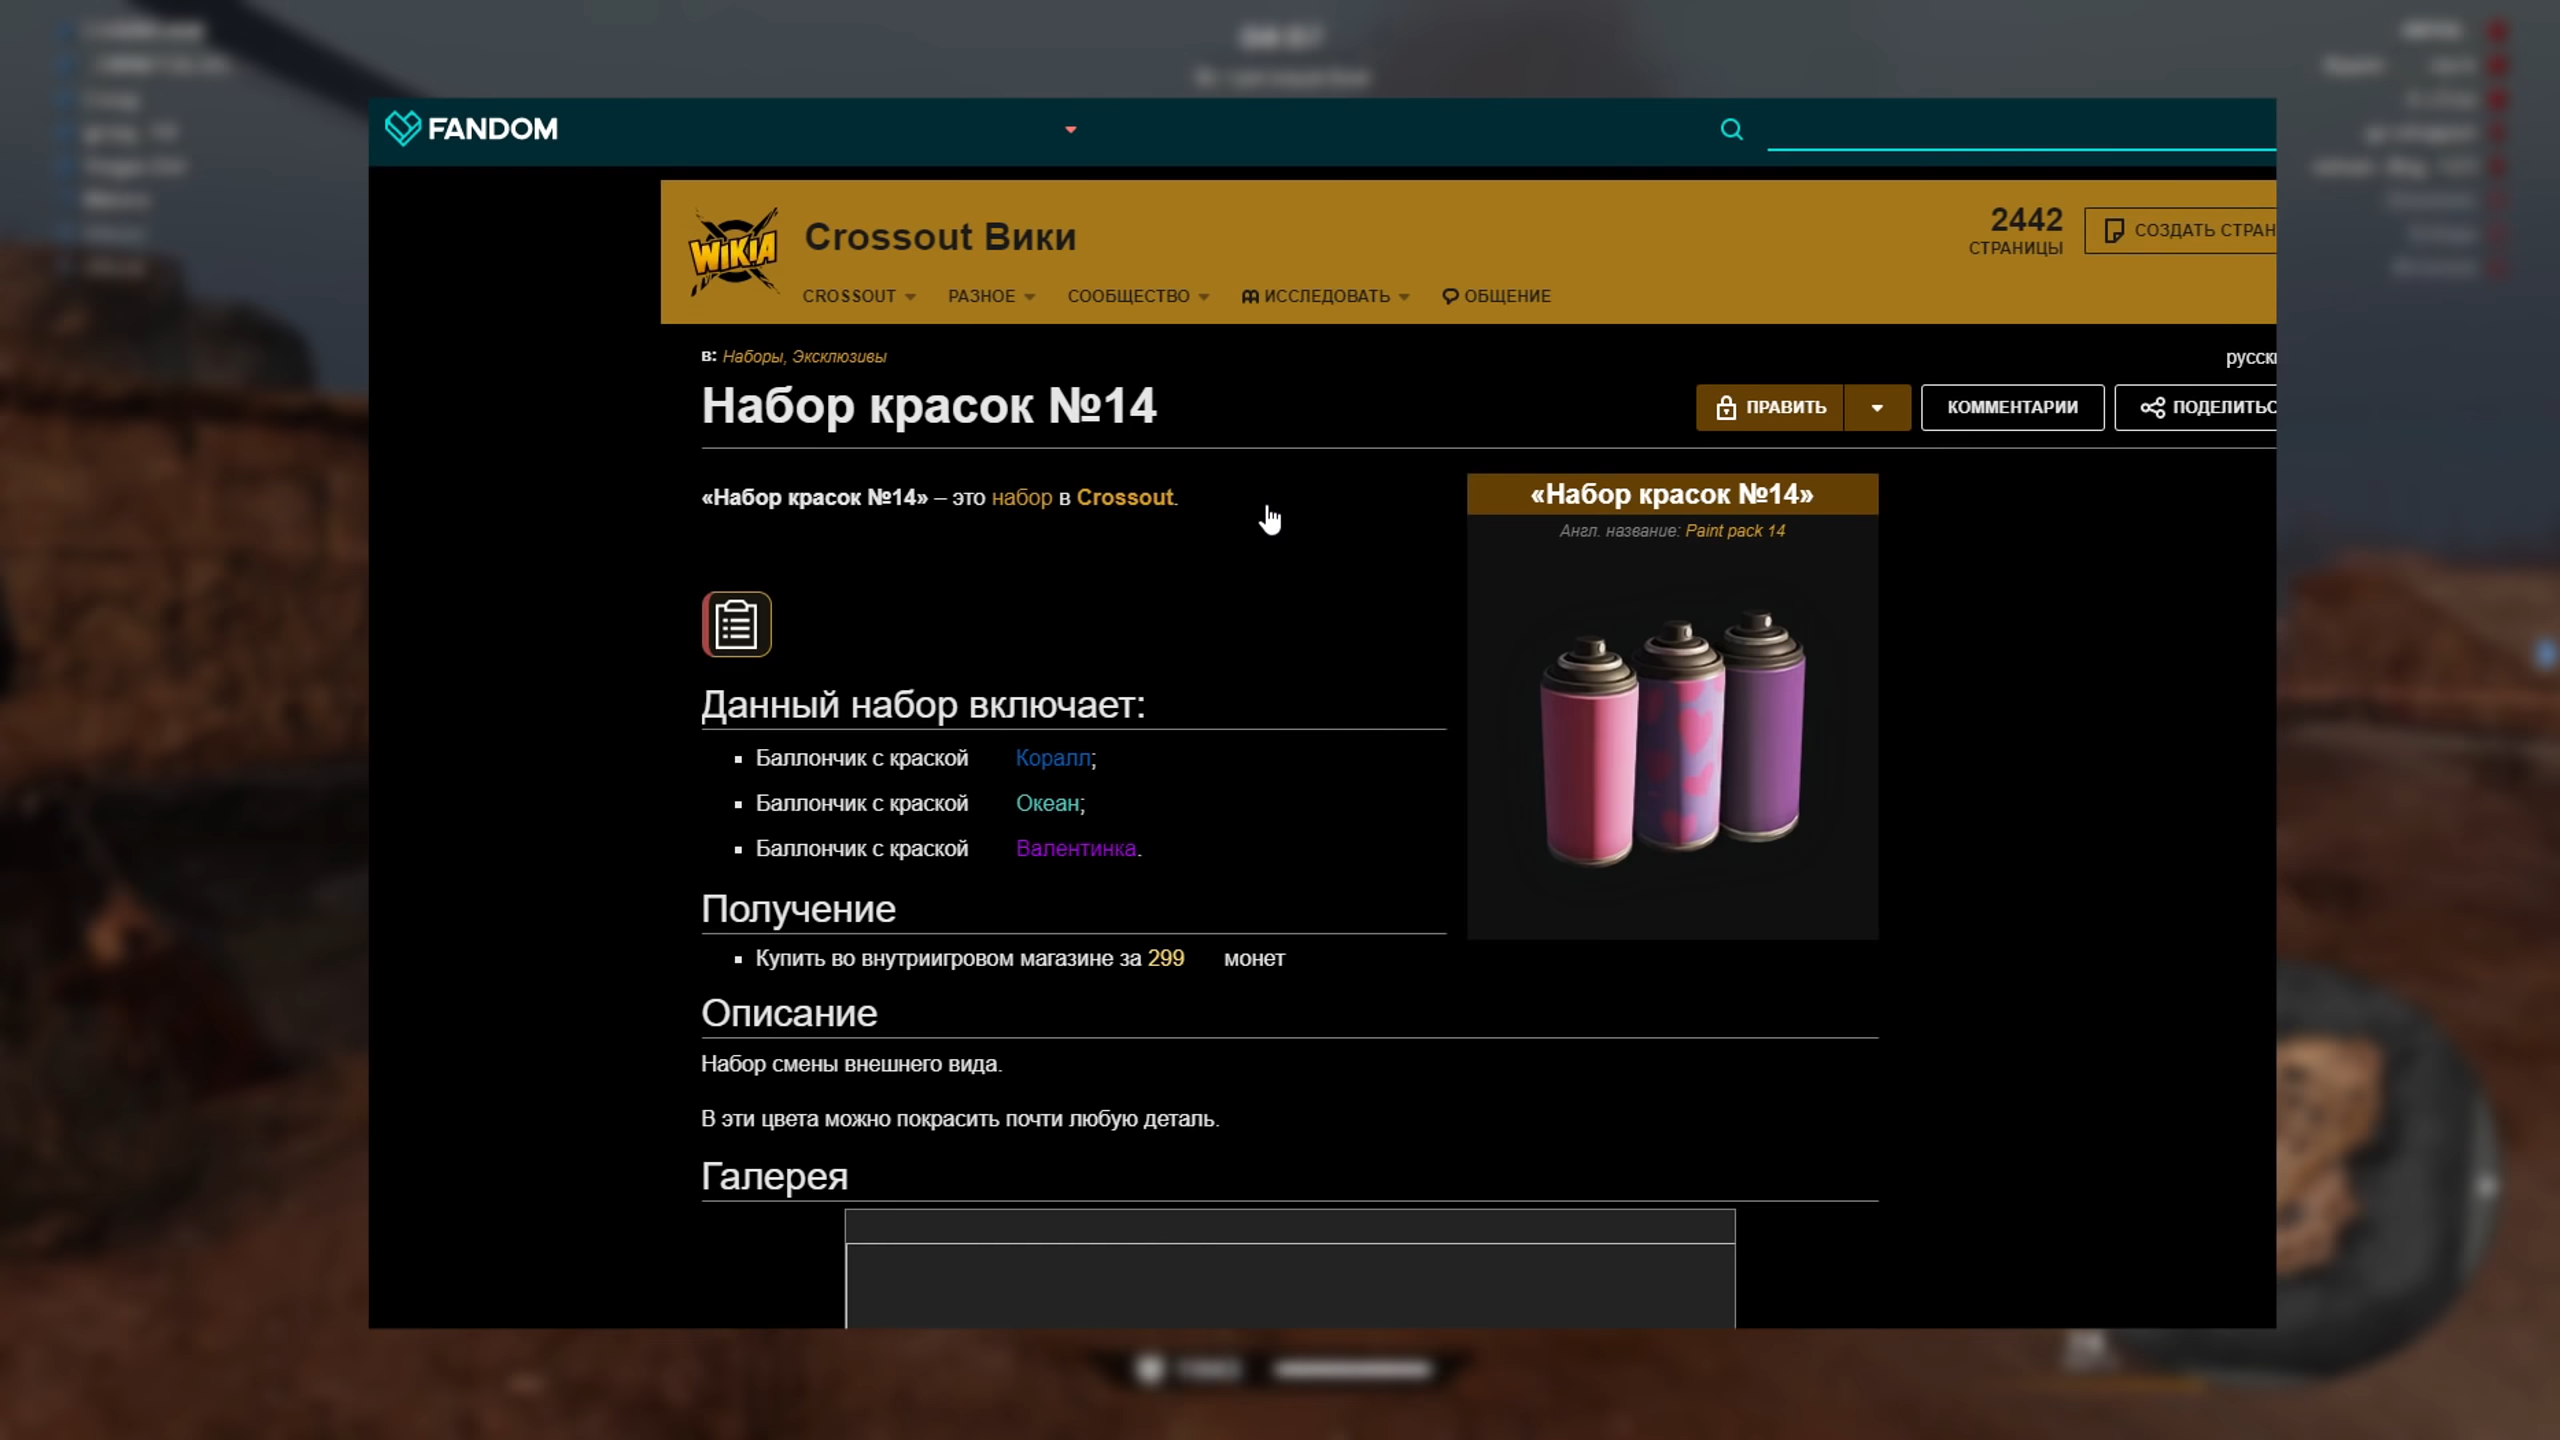 FANDOM
WIKIA
Crossout Вики
2442
СТРАНИЦЫ
СОЗДАТЬ СТРАН
CROSSOUT
РАЗНОЕ
СООБЩЕСТВО
ИССЛЕДОВАТЬ
ОБЩЕНИЕ
в: Наборы, Эксклюзивы
русски
Набор красок №14
ПРАВИТЬ
КОММЕНТАРИИ
ПОДЕЛИТЬС
«Набор красок №14» – это набор в Crossout.
«Набор красок №14»
Англ. название: Paint pack 14
Данный набор включает:
Баллончик с краской Коралл;
Баллончик с краской Океан;
Баллончик с краской Валентинка.
Получение
Купить во внутриигровом магазине за 299 монет
Описание
Набор смены внешнего вида.
В эти цвета можно покрасить почти любую деталь.
Галерея